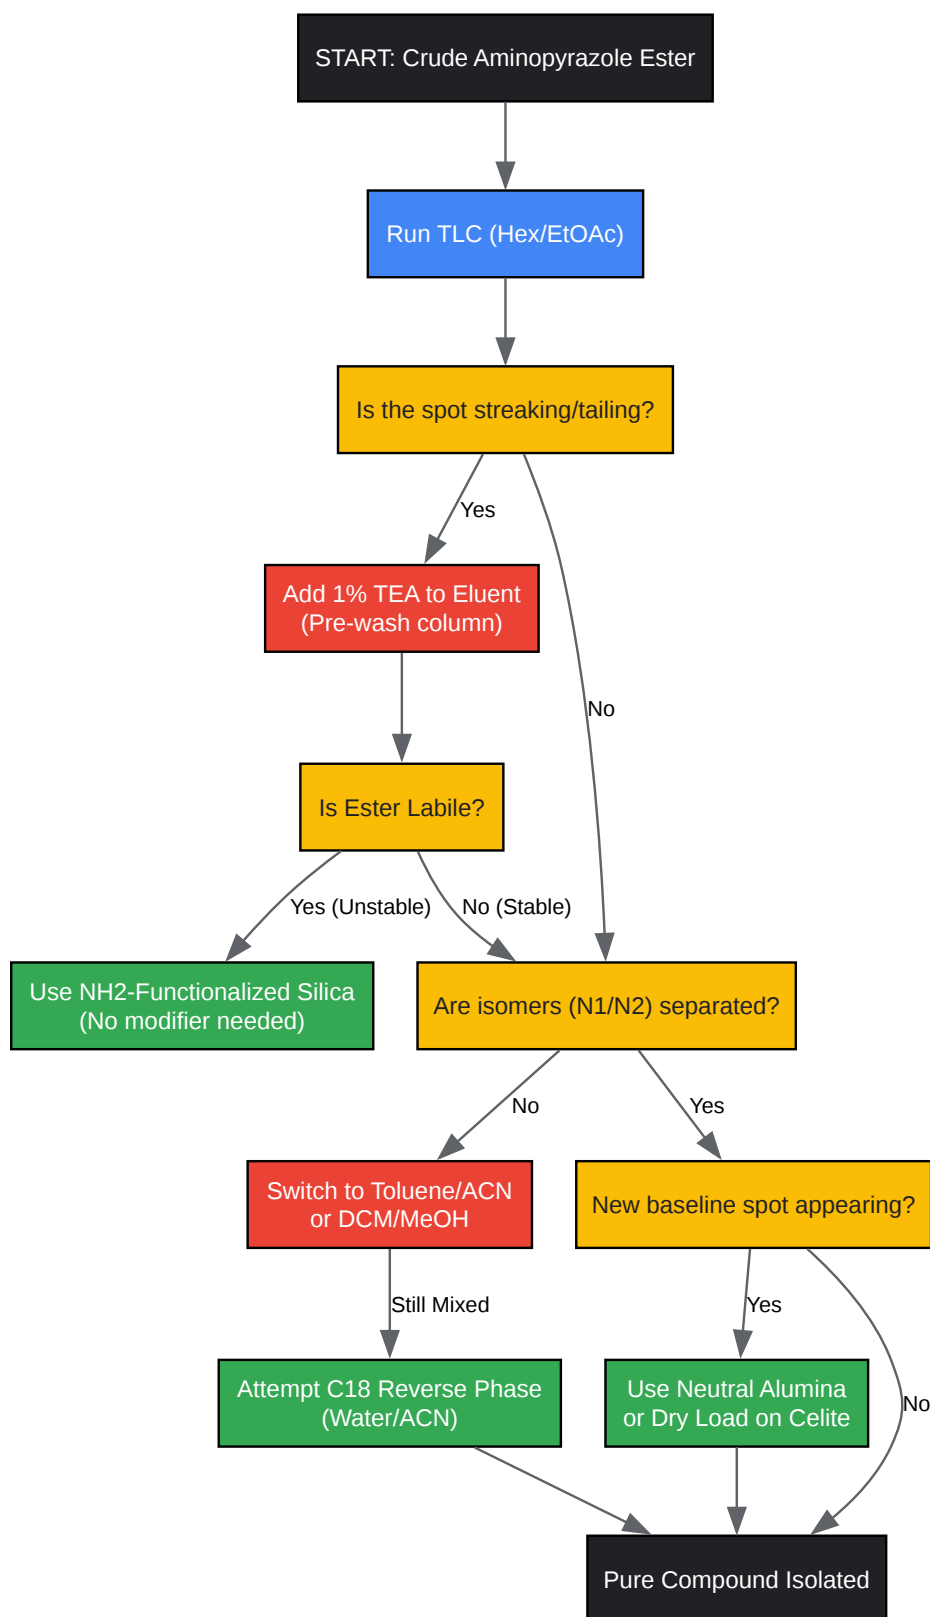 START: Crude Aminopyrazole Ester
Run TLC (Hex/EtOAc)
Is the spot streaking/tailing?
Yes
Add 1% TEA to Eluent
(Pre-wash column)
No
Is Ester Labile?
Yes (Unstable)
No (Stable)
Use NH2-Functionalized Silica
(No modifier needed)
Are isomers (N1/N2) separated?
No
Yes
Switch to Toluene/ACN
or DCM/MeOH
New baseline spot appearing?
Still Mixed
Yes
Attempt C18 Reverse Phase
(Water/ACN)
Use Neutral Alumina
or Dry Load on Celite
No
Pure Compound Isolated